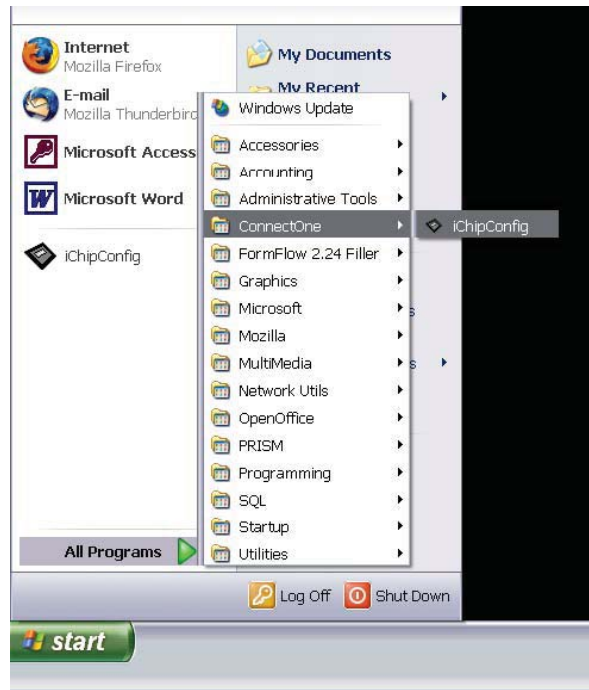 Internet
Mozilla Firefox
E-mail
Mozilla Thunderbird
Microsoft Access
Microsoft Word
iChipConfig
All Programs
My Documents
My Recent
Windows Update
Accessories
Accounting
Administrative Tools
ConnectOne
FormFlow 2.24 Filler
Graphics
Microsoft
Mozilla
MultiMedia
Network Utils
OpenOffice
PRISM
Programming
SQL
Startup
Utilities
iChipConfig
Log Off
Shut Down
start